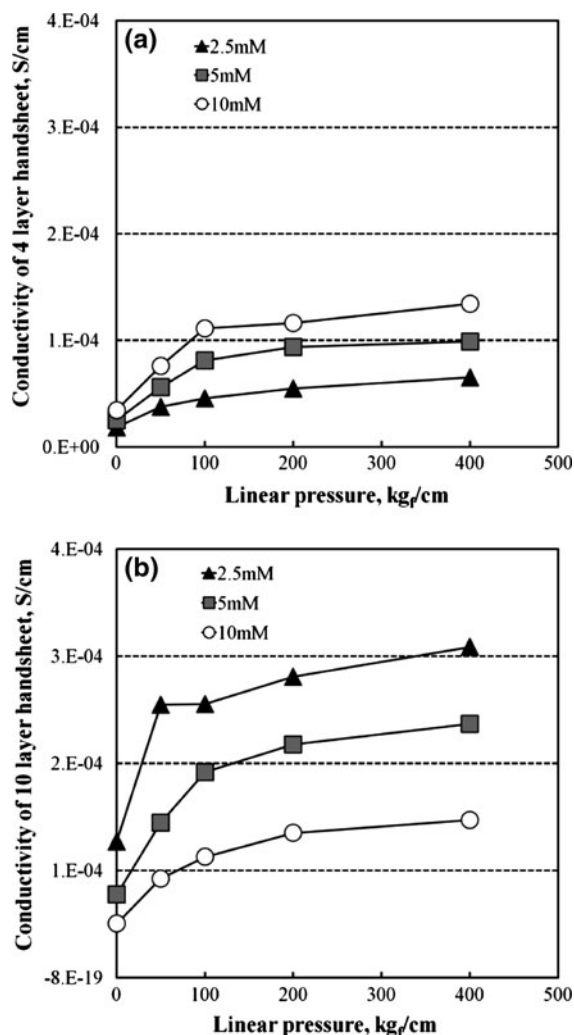 (a)
2.5mM
5mM
10mM
4.E-04
3.E-04
2.E-04
1.E-04
0.E+00
Conductivity of 4 layer handsheet, S/cm
0 100 200 300 400 500
Linear pressure, kgf/cm
(b)
2.5mM
5mM
10mM
4.E-04
3.E-04
2.E-04
1.E-04
-8.E-19
Conductivity of 10 layer handsheet, S/cm
0 100 200 300 400 500
Linear pressure, kgf/cm